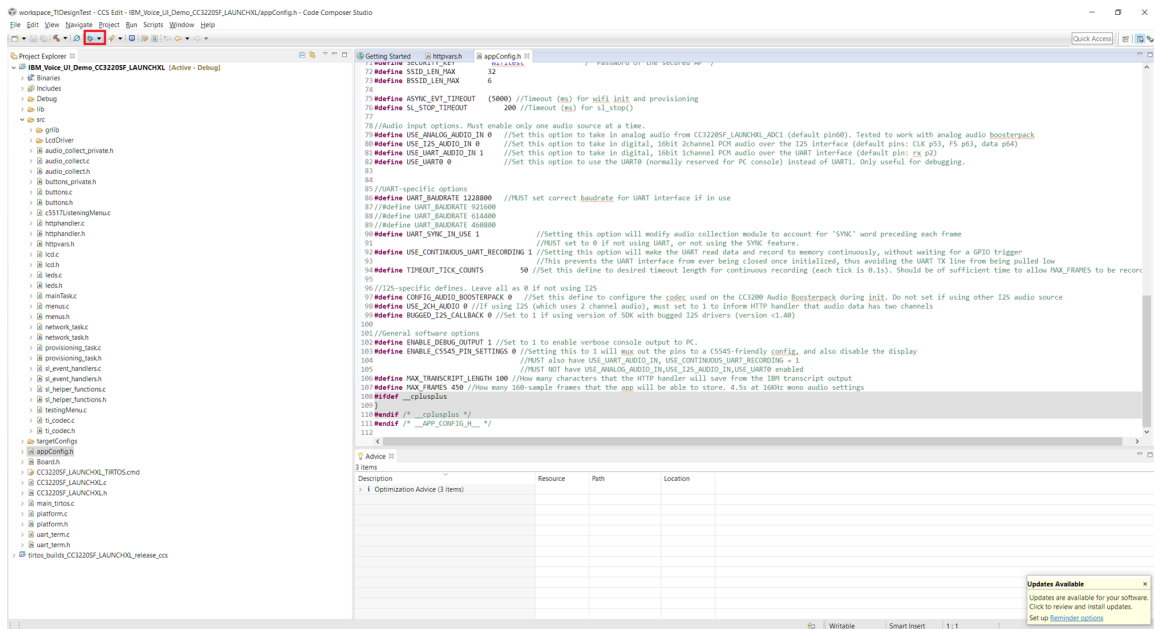 workspace_TIDesignTest - CCS Edit - IBM_Voice_UI_Demo_CC3220SF_LAUNCHXL/appConfig.h - Code Composer Studio
File Edit View Navigate Project Run Scripts Window Help
Quick Access
Project Explorer
IBM_Voice_UI_Demo_CC3220SF_LAUNCHXL [Active - Debug]
Binaries
Includes
Debug
lib
src
grlib
LcdDriver
audio_collect_private.h
audio_collect.c
audio_collect.h
buttons_private.h
buttons.c
buttons.h
c5517ListeningMenu.c
httphandler.c
httphandler.h
httpvars.h
lcd.c
lcd.h
leds.c
leds.h
mainTask.c
menus.c
menus.h
network_task.c
network_task.h
provisioning_task.c
provisioning_task.h
sl_event_handlers.c
sl_event_handlers.h
sl_helper_functions.c
sl_helper_functions.h
testingMenu.c
ti_codec.c
ti_codec.h
targetConfigs
appConfig.h
Board.h
CC3220SF_LAUNCHXL_TIRTOS.cmd
CC3220SF_LAUNCHXL.c
CC3220SF_LAUNCHXL.h
main_tirtos.c
platform.c
platform.h
uart_term.c
uart_term.h
tirtos_builds_CC3220SF_LAUNCHXL_release_ccs
Getting Started httpvars.h appConfig.h
71 #define SECURITY_KEY "wifitest" /* Password of the secured AP */
72 #define SSID_LEN_MAX 32
73 #define BSSID_LEN_MAX 6
74
75 #define ASYNC_EVT_TIMEOUT (5000) //Timeout (ms) for wifi init and provisioning
76 #define SL_STOP_TIMEOUT 200 //Timeout (ms) for sl_stop()
77
78 //Audio input options. Must enable only one audio source at a time.
79 #define USE_ANALOG_AUDIO_IN 0 //Set this option to take in analog audio from CC3220SF_LAUNCHXL_ADC1 (default pin60). Tested to work with analog audio boosterpack
80 #define USE_I2S_AUDIO_IN 0 //Set this option to take in digital, 16bit 2channel PCM audio over the I2S interface (default pins: CLK p53, FS p63, data p64)
81 #define USE_UART_AUDIO_IN 1 //Set this option to take in digital, 16bit 1channel PCM audio over the UART interface (default pin: rx p2)
82 #define USE_UART0 0 //Set this option to use the UART0 (normally reserved for PC console) instead of UART1. Only useful for debugging.
83
84
85 //UART-specific options
86 #define UART_BAUDRATE 1228800 //MUST set correct baudrate for UART interface if in use
87 //#define UART_BAUDRATE 921600
88 //#define UART_BAUDRATE 614400
89 //#define UART_BAUDRATE 460800
90 #define UART_SYNC_IN_USE 1 //Setting this option will modify audio collection module to account for 'SYNC' word preceding each frame
91 //MUST set to 0 if not using UART, or not using the SYNC feature.
92 #define USE_CONTINUOUS_UART_RECORDING 1 //Setting this option will make the UART read data and record to memory continuously, without waiting for a GPIO trigger
93 //This prevents the UART interface from ever being closed once initialized, thus avoiding the UART TX line from being pulled low
94 #define TIMEOUT_TICK_COUNTS 50 //Set this define to desired timeout length for continuous recording (each tick is 0.1s). Should be of sufficient time to allow MAX_FRAMES to be recor
95
96 //I2S-specific defines. Leave all as 0 if not using I2S
97 #define CONFIG_AUDIO_BOOSTERPACK 0 //Set this define to configure the codec used on the CC3200 Audio Boosterpack during init. Do not set if using other I2S audio source
98 #define USE_2CH_AUDIO 0 //If using I2S (which uses 2 channel audio), must set to 1 to inform HTTP handler that audio data has two channels
99 #define BUGGED_I2S_CALLBACK 0 //Set to 1 if using version of SDK with bugged I2S drivers (version <1.40)
100
101 //General software options
102 #define ENABLE_DEBUG_OUTPUT 1 //Set to 1 to enable verbose console output to PC.
103 #define ENABLE_C5545_PIN_SETTINGS 0 //Setting this to 1 will mux out the pins to a C5545-friendly config, and also disable the display
104 //MUST also have USE_UART_AUDIO_IN, USE_CONTINUOUS_UART_RECORDING = 1
105 //MUST NOT have USE_ANALOG_AUDIO_IN,USE_I2S_AUDIO_IN,USE_UART0 enabled
106 #define MAX_TRANSCRIPT_LENGTH 100 //How many characters that the HTTP handler will save from the IBM transcript output
107 #define MAX_FRAMES 450 //How many 160-sample frames that the app will be able to store. 4.5s at 16KHz mono audio settings
108 #ifdef __cplusplus
109 }
110 #endif /* __cplusplus */
111 #endif /* __APP_CONFIG_H__ */
112
Advice
3 items
Description Resource Path Location
Optimization Advice (3 items)
Updates Available
Updates are available for your software.
Click to review and install updates.
Set up Reminder options
Writable Smart Insert 1 : 1